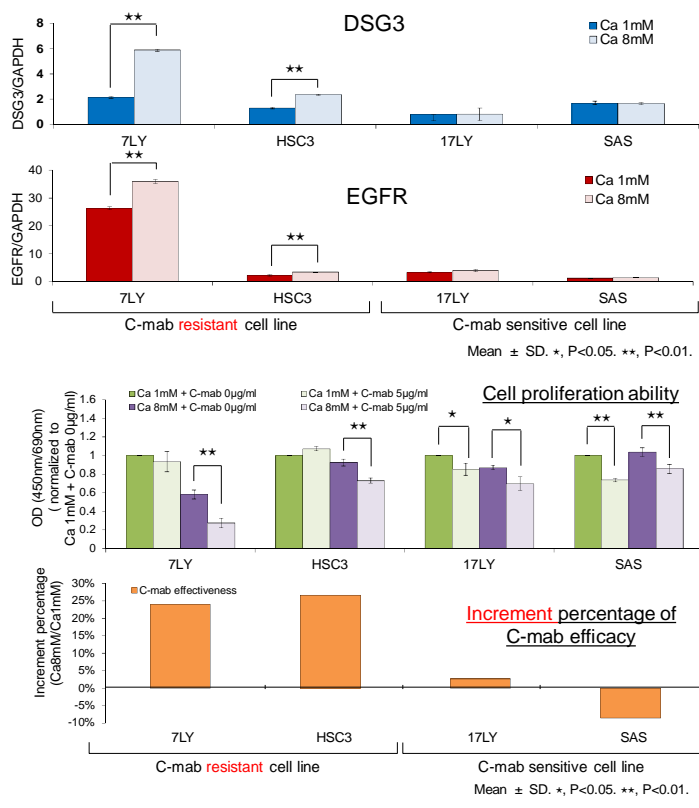 DSG3
Ca 1mM
Ca 8mM
DSG3/GAPDH
8
6
4
2
0
★★
★★
7LY HSC3 17LY SAS
EGFR
Ca 1mM
Ca 8mM
EGFR/GAPDH
40
30
20
10
0
★★
★★
7LY HSC3 17LY SAS
C-mab resistant cell line C-mab sensitive cell line
Mean ± SD. ★, P<0.05. ★★, P<0.01.
Ca 1mM + C-mab 0µg/ml Ca 1mM + C-mab 5µg/ml
Ca 8mM + C-mab 0µg/ml Ca 8mM + C-mab 5µg/ml
Cell proliferation ability
OD (450nm/690nm)
( normalized to
Ca 1mM + C-mab 0µg/ml)
1.6
1.4
1.2
1
0.8
0.6
0.4
0.2
0
★★ ★★ ★ ★ ★★ ★★
7LY HSC3 17LY SAS
C-mab effectiveness
Increment percentage of
C-mab efficacy
Increment percentage
(Ca8mM/Ca1mM)
30%
25%
20%
15%
10%
5%
0%
-5%
-10%
7LY HSC3 17LY SAS
C-mab resistant cell line C-mab sensitive cell line
Mean ± SD. ★, P<0.05. ★★, P<0.01.